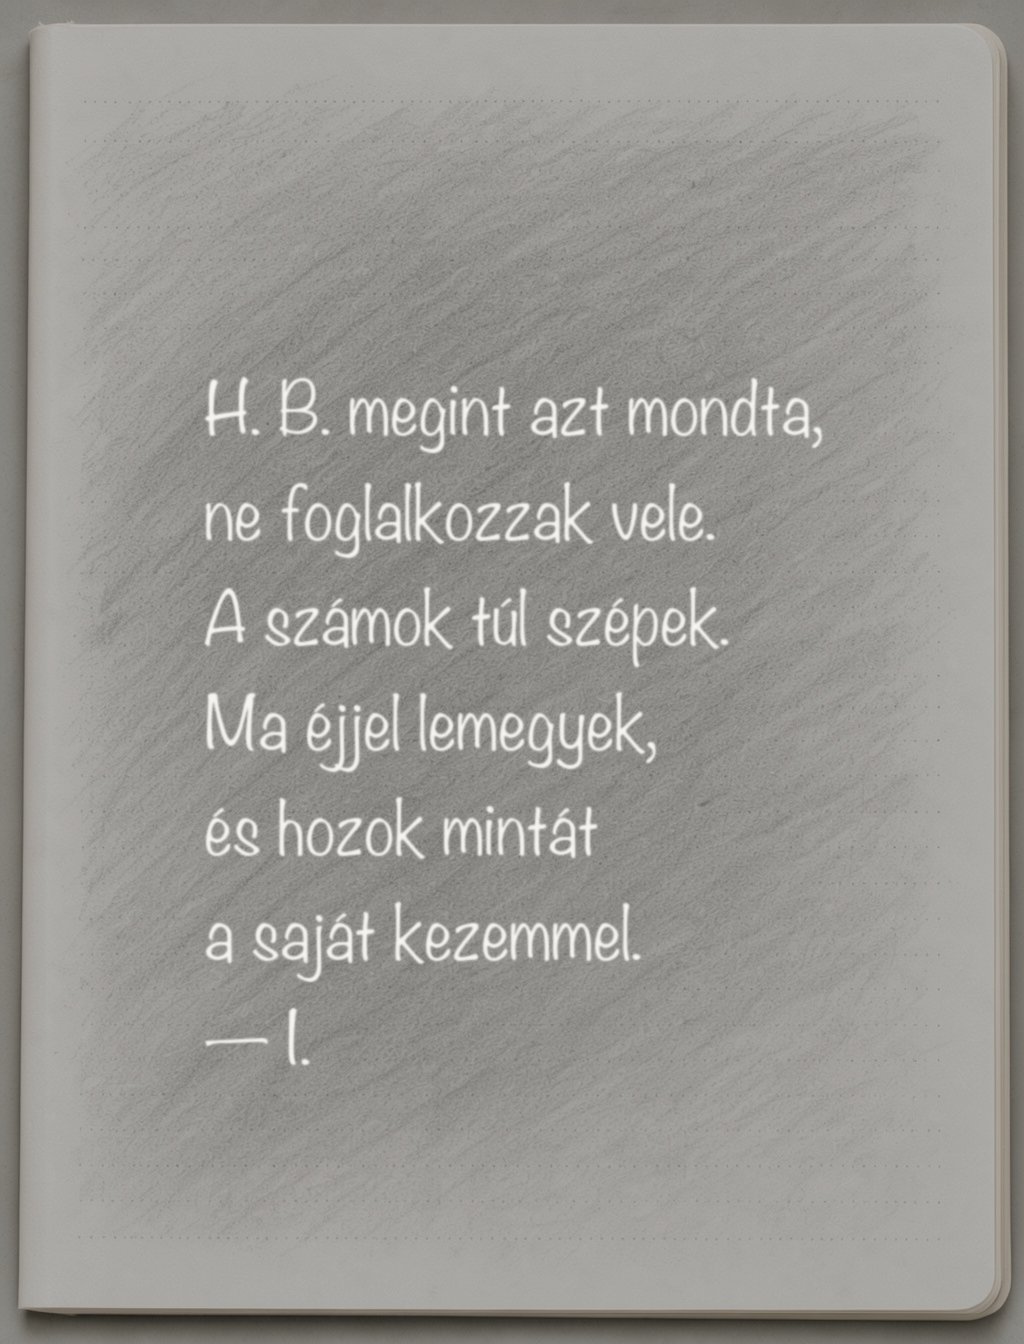 H. B. megint azt mondta,
ne foglalkozzak vele.
A számok túl szépek.
Ma éjjel lemegyek,
és hozok mintát
a saját kezemmel.
— I.